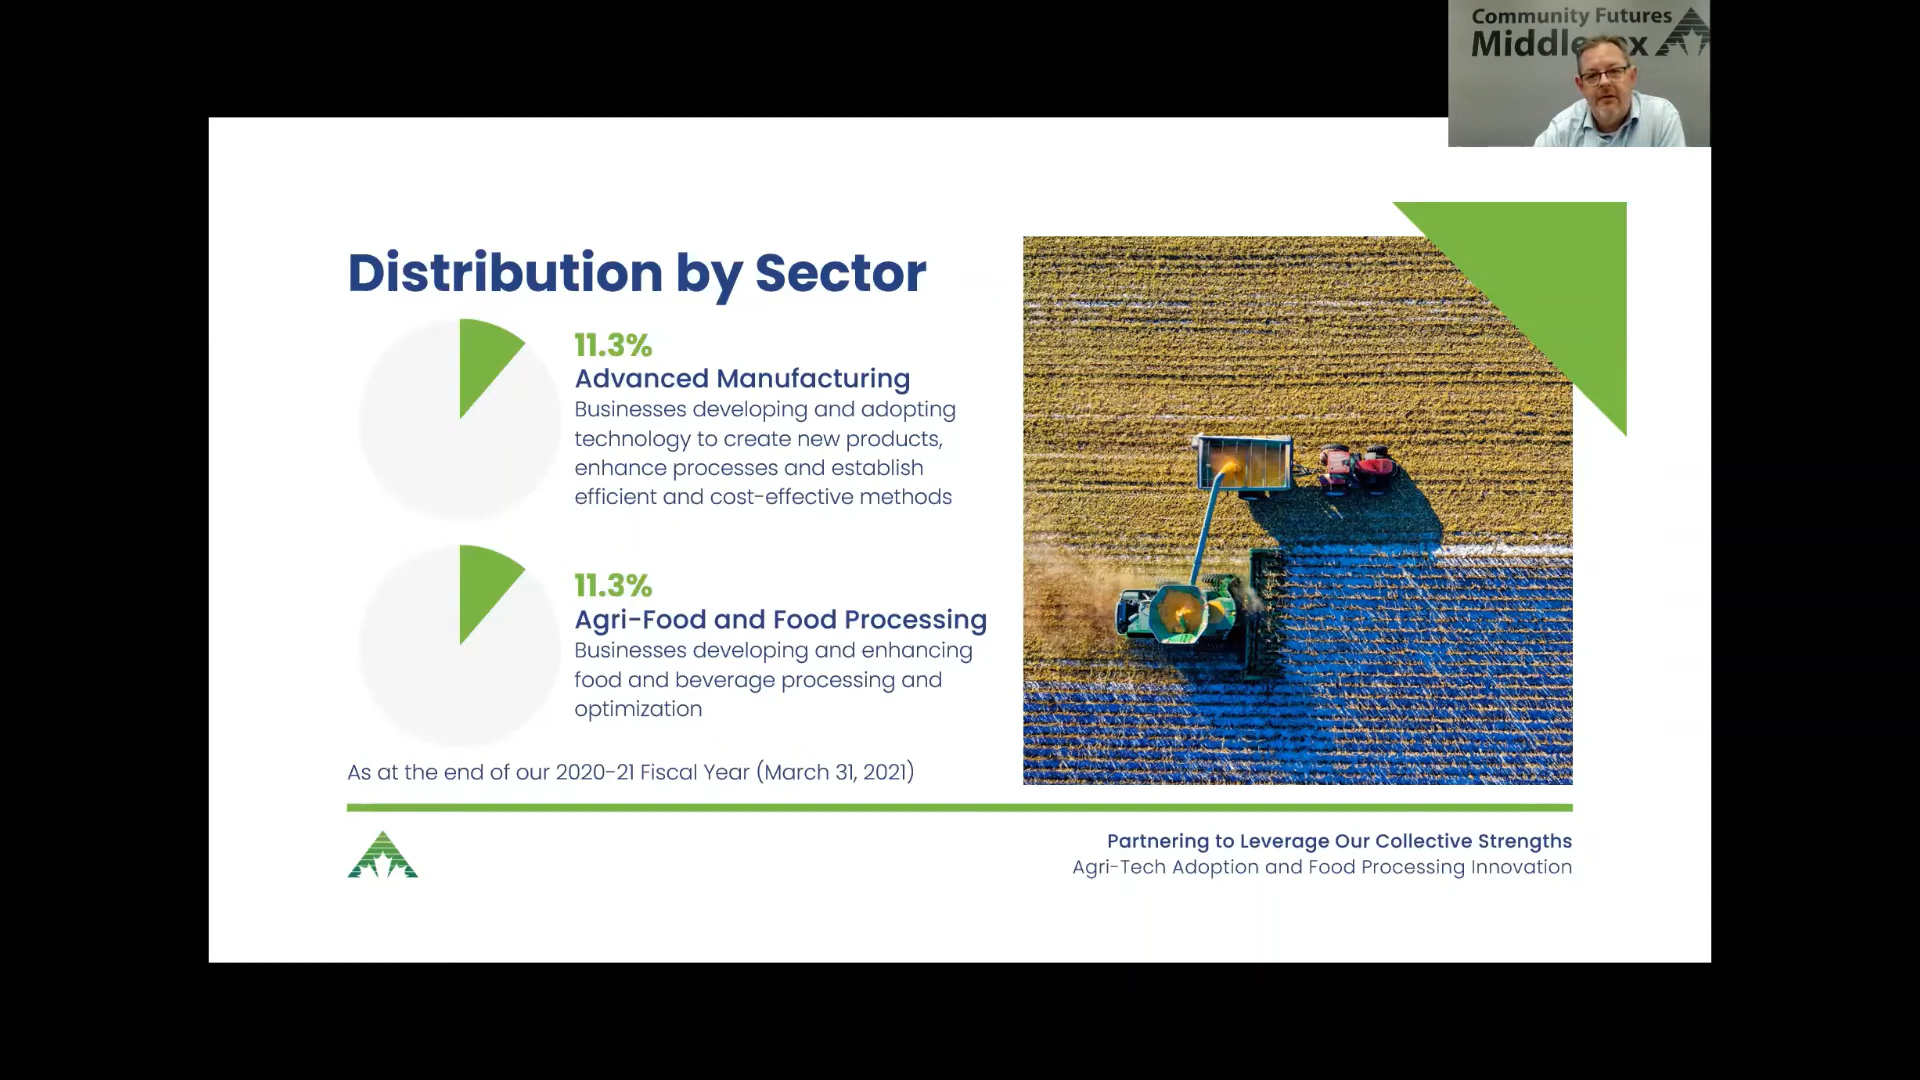 Community Futures
Distribution by Sector
11.3%
Advanced Manufacturing
Businesses developing and adopting
technology to create new products,
enhance processes and establish
efficient and cost-effective methods
11.3%
Agri-Food and Food Processing
Businesses developing and enhancing
food and beverage processing and
optimization
As at the end of our 2020-21 Fiscal Year (March 31, 2021)
Partnering to Leverage Our Collective Strengths
Agri-Tech Adoption and Food Processing Innovation